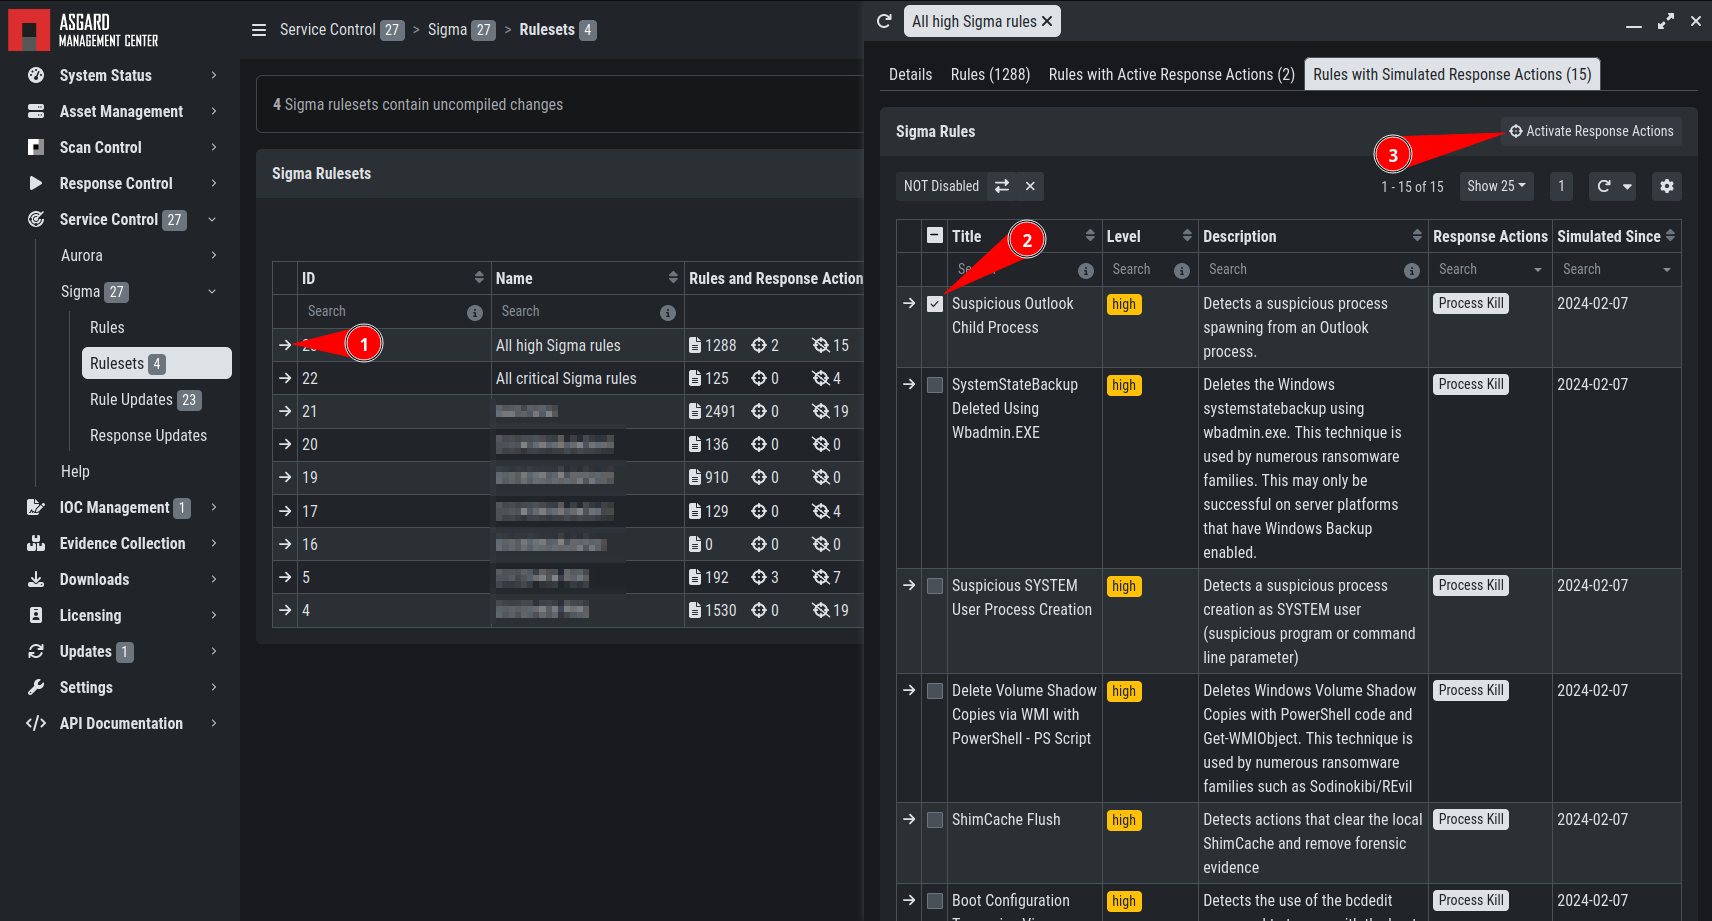 ASGARD
MANAGEMENT CENTER
System Status
Asset Management
Scan Control
Response Control
Service Control 27
Aurora
Sigma 27
Rules
Rulesets 4
Rule Updates 23
Response Updates
Help
IOC Management 1
Evidence Collection
Downloads
Licensing
Updates 1
Settings
API Documentation
Service Control 27 > Sigma 27 > Rulesets 4
4 Sigma rulesets contain uncompiled changes
Sigma Rulesets
ID Name Rules and Response Action
Search Search
All high Sigma rules 1288 2 15
1
22 All critical Sigma rules 125 0 4
21 2491 0 19
20 136 0 0
19 910 0 0
17 129 0 4
16 0 0 0
5 192 3 7
4 1530 0 19
All high Sigma rules
Details Rules (1288) Rules with Active Response Actions (2) Rules with Simulated Response Actions (15)
Sigma Rules
Activate Response Actions
3
NOT Disabled
1 - 15 of 15 Show 25 1
2
Title Level Description Response Actions Simulated Since
Search Search Search Search
Suspicious Outlook
Child Process
high
Detects a suspicious process
spawning from an Outlook
process.
Process Kill
2024-02-07
SystemStateBackup
Deleted Using
Wbadmin.EXE
high
Deletes the Windows
systemstatebackup using
wbadmin.exe. This technique is
used by numerous ransomware
families. This may only be
successful on server platforms
that have Windows Backup
enabled.
Process Kill
2024-02-07
Suspicious SYSTEM
User Process Creation
high
Detects a suspicious process
creation as SYSTEM user
(suspicious program or command
line parameter)
Process Kill
2024-02-07
Delete Volume Shadow
Copies via WMI with
PowerShell - PS Script
high
Deletes Windows Volume Shadow
Copies with PowerShell code and
Get-WMIObject. This technique is
used by numerous ransomware
families such as Sodinokibi/REvil
Process Kill
2024-02-07
ShimCache Flush
high
Detects actions that clear the local
ShimCache and remove forensic
evidence
Process Kill
2024-02-07
Boot Configuration
high
Detects the use of the bcdedit
Process Kill
2024-02-07